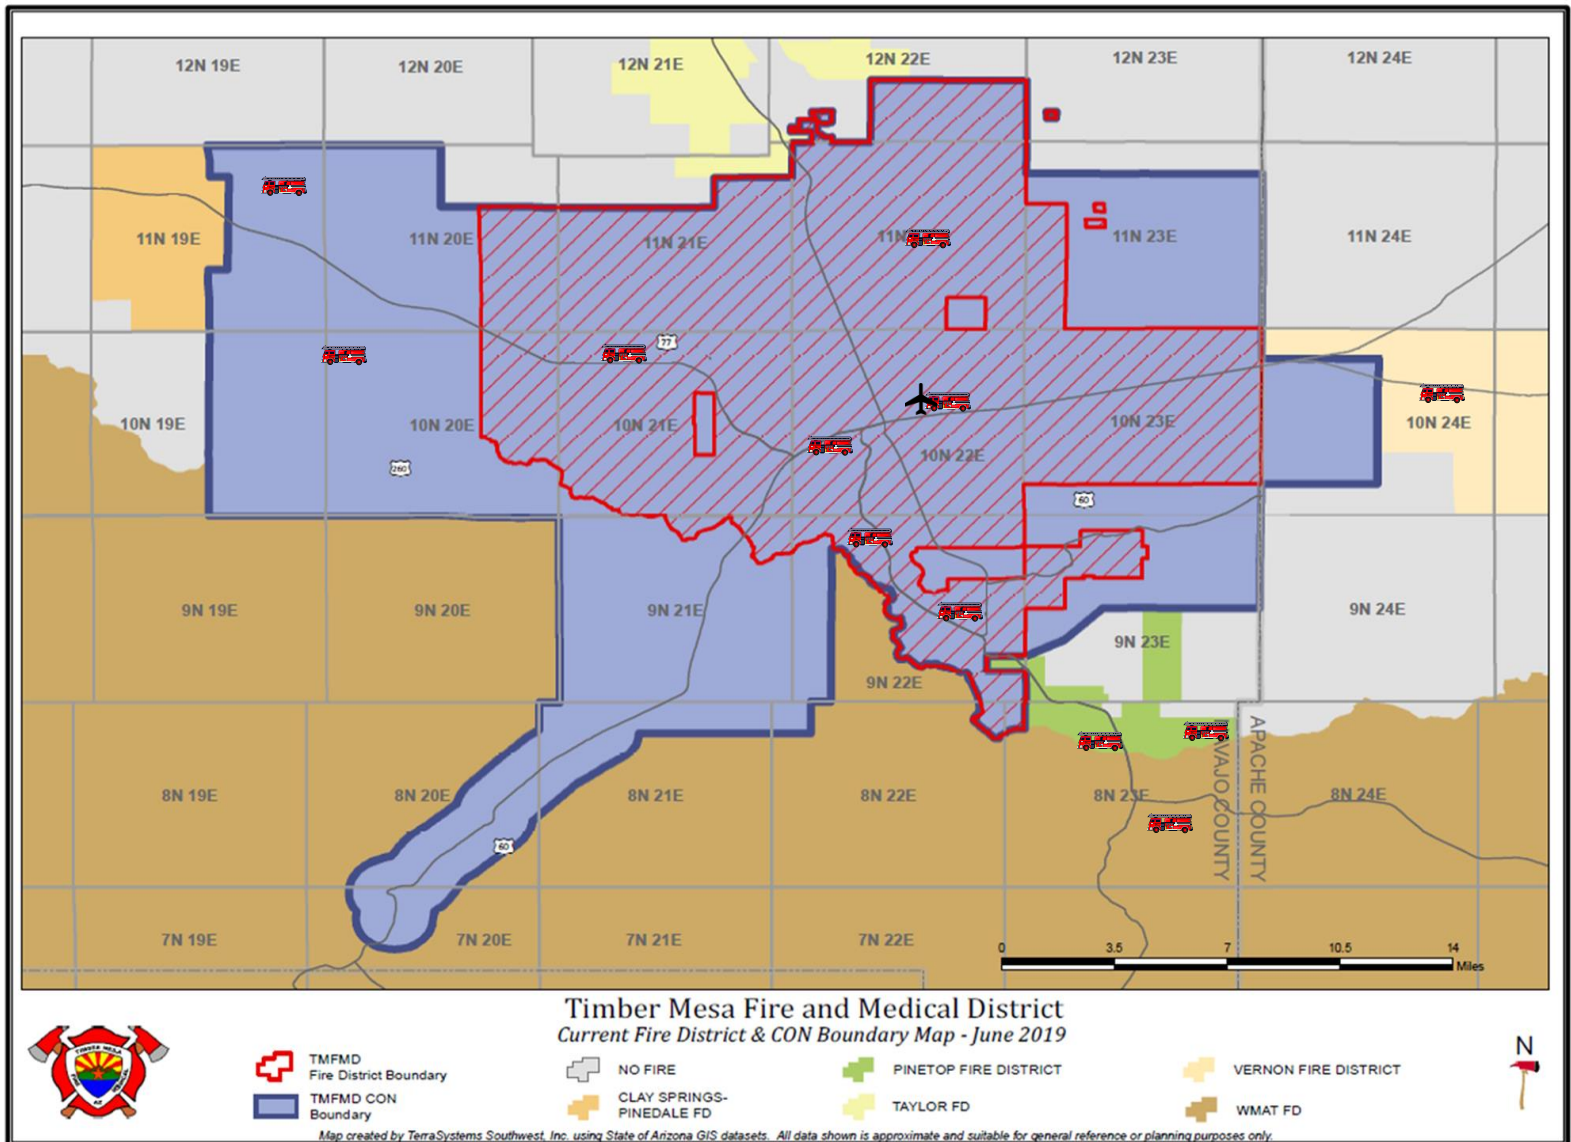 12N 19E
12N 20E
12N 21E
12N 22E
12N 23E
12N 24E
11N 19E
11N 20E
11N 21E
11N
11N 23E
11N 24E
77
10N 19E
10N 20E
10N 21E
10N 22E
10N 23E
10N 24E
260
60
9N 19E
9N 20E
9N 21E
9N 22E
9N 23E
9N 24E
8N 19E
8N 20E
8N 21E
8N 22E
8N 23E
8N 24E
AVAJO COUNTY
APACHE COUNTY
60
7N 19E
7N 20E
7N 21E
7N 22E
0 3.5 7 10.5 14
Miles
Timber Mesa Fire and Medical District
Current Fire District & CON Boundary Map - June 2019
TIMBER MESA
FIRE
MEDICAL
AZ
TMFMD
Fire District Boundary
TMFMD CON
Boundary
NO FIRE
CLAY SPRINGS-
PINEDALE FD
PINETOP FIRE DISTRICT
TAYLOR FD
VERNON FIRE DISTRICT
WMAT FD
N
Map created by TerraSystems Southwest, Inc. using State of Arizona GIS datasets. All data shown is approximate and suitable for general reference or planning purposes only.